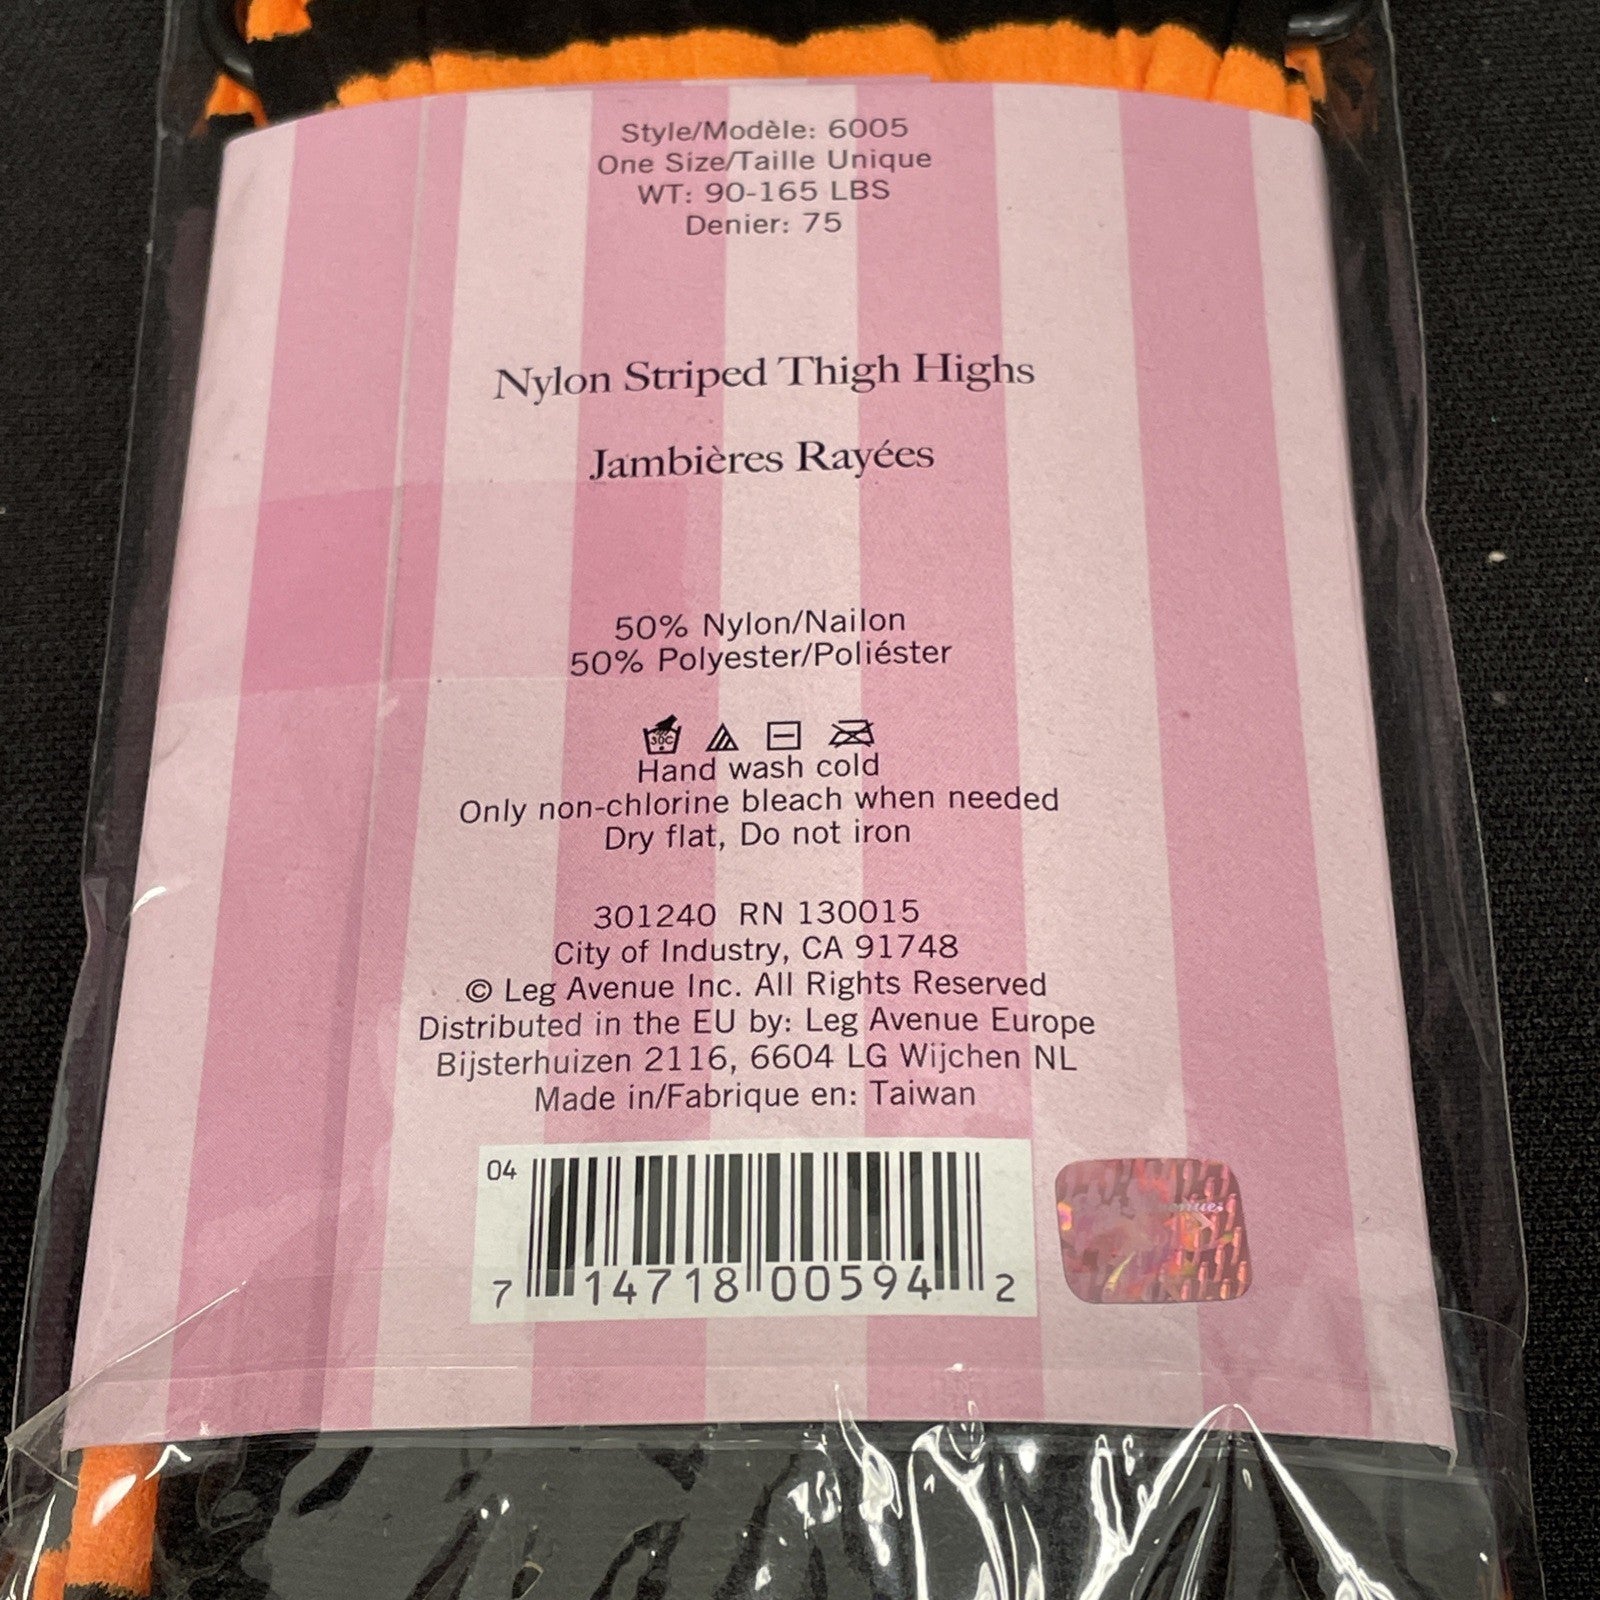 Style/Modèle: 6005
One Size/Taille Unique
WT: 90-165 LBS
Denier: 75
Nylon Striped Thigh Highs
Jambières Rayées
50% Nylon/Nailon
50% Polyester/Poliéster
30C
Hand wash cold
Only non-chlorine bleach when needed
Dry flat, Do not iron
301240 RN 130015
City of Industry, CA 91748
© Leg Avenue Inc. All Rights Reserved
Distributed in the EU by: Leg Avenue Europe
Bijsterhuizen 2116, 6604 LG Wijchen NL
Made in/Fabrique en: Taiwan
04
7 14718 00594 2